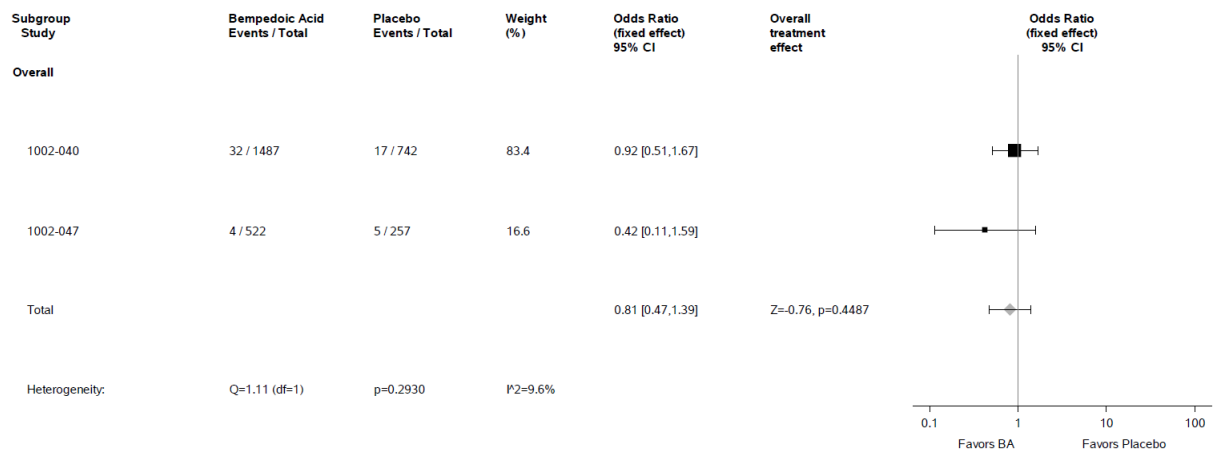 Subgroup Bempedoic Acid Placebo Weight Odds Ratio Overall Odds Ratio
Study Events / Total Events / Total (%) (fixed effect) treatment (fixed effect)
95% CI effect 95% CI
Overall
1002-040 32 / 1487 17 / 742 83.4 0.92 [0.51,1.67]
1002-047 4 / 522 5 / 257 16.6 0.42 [0.11,1.59]
Total 0.81 [0.47,1.39] Z=-0.76, p=0.4487
Heterogeneity: Q=1.11 (df=1) p=0.2930 I^2=9.6%
0.1 1 10 100
Favors BA Favors Placebo